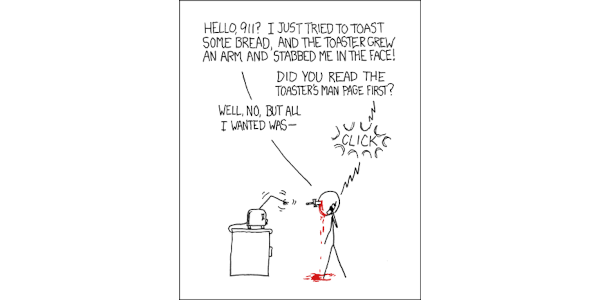 HELLO, 911? I JUST TRIED TO TOAST
SOME BREAD, AND THE TOASTER GREW
AN ARM AND STABBED ME IN THE FACE!
DID YOU READ THE
TOASTER'S MAN PAGE FIRST?
WELL, NO, BUT ALL
I WANTED WAS—
CLICK